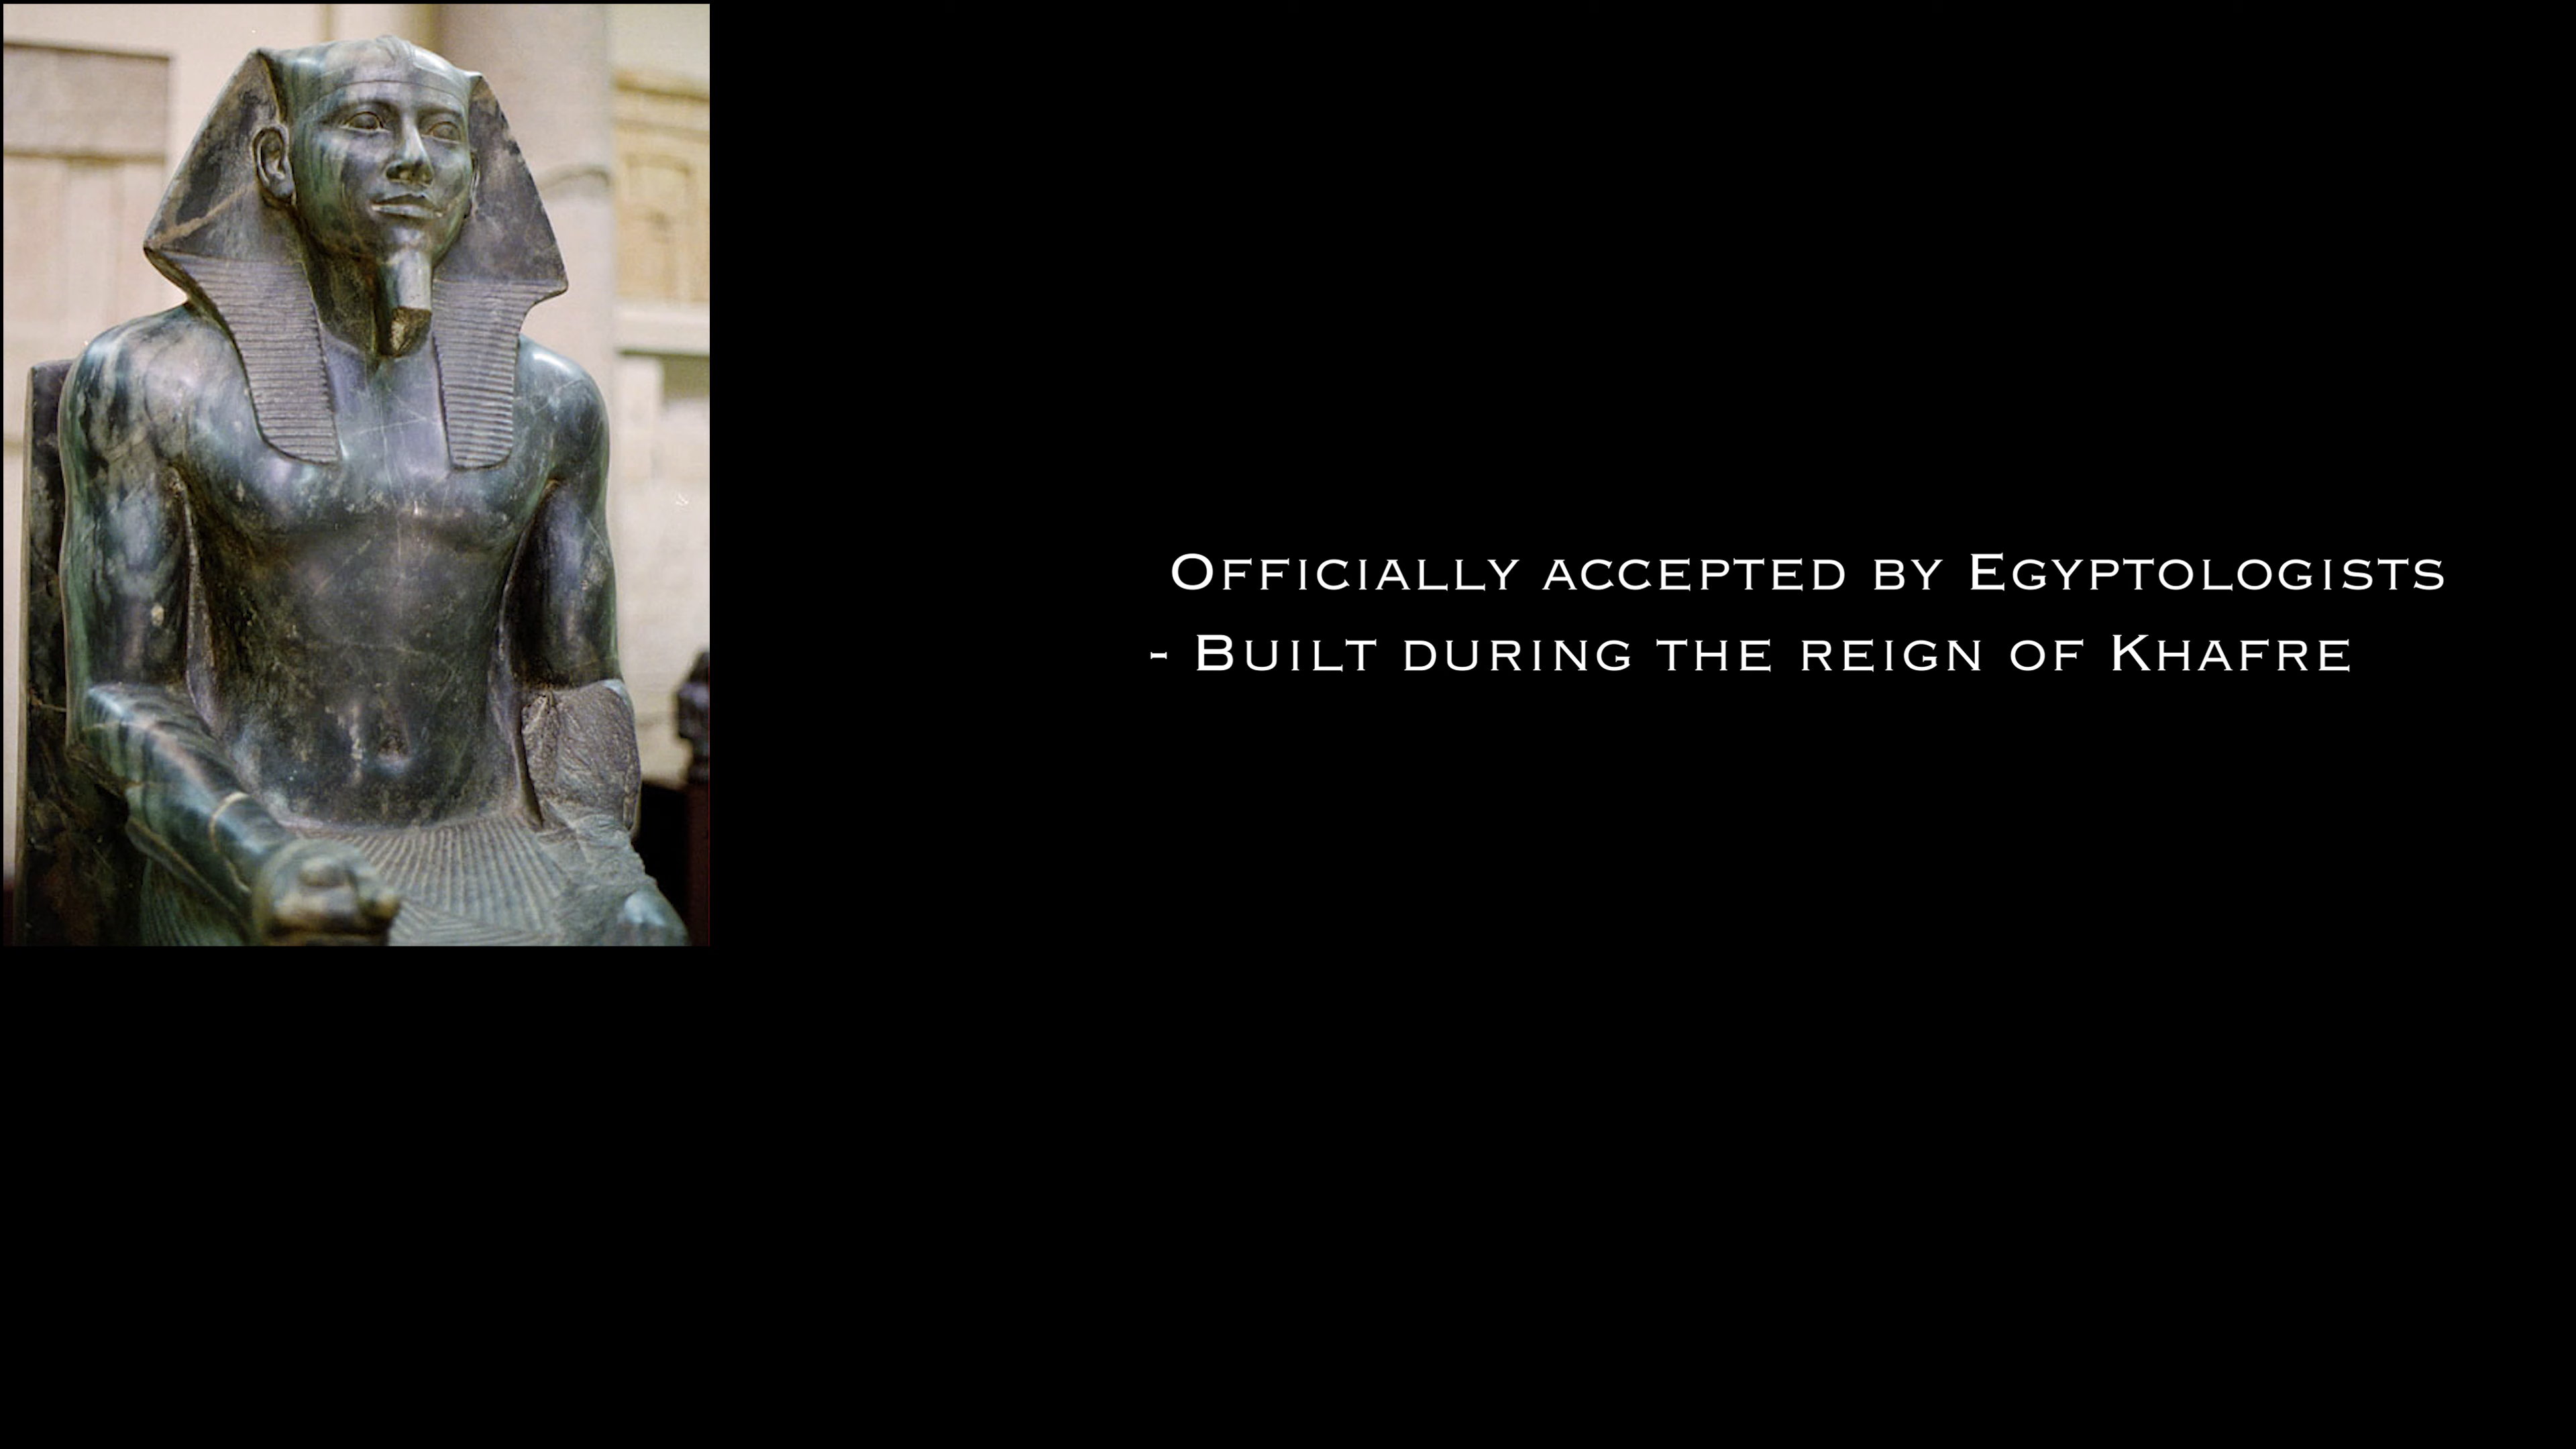 Officially accepted by Egyptologists
- Built during the reign of Khafre